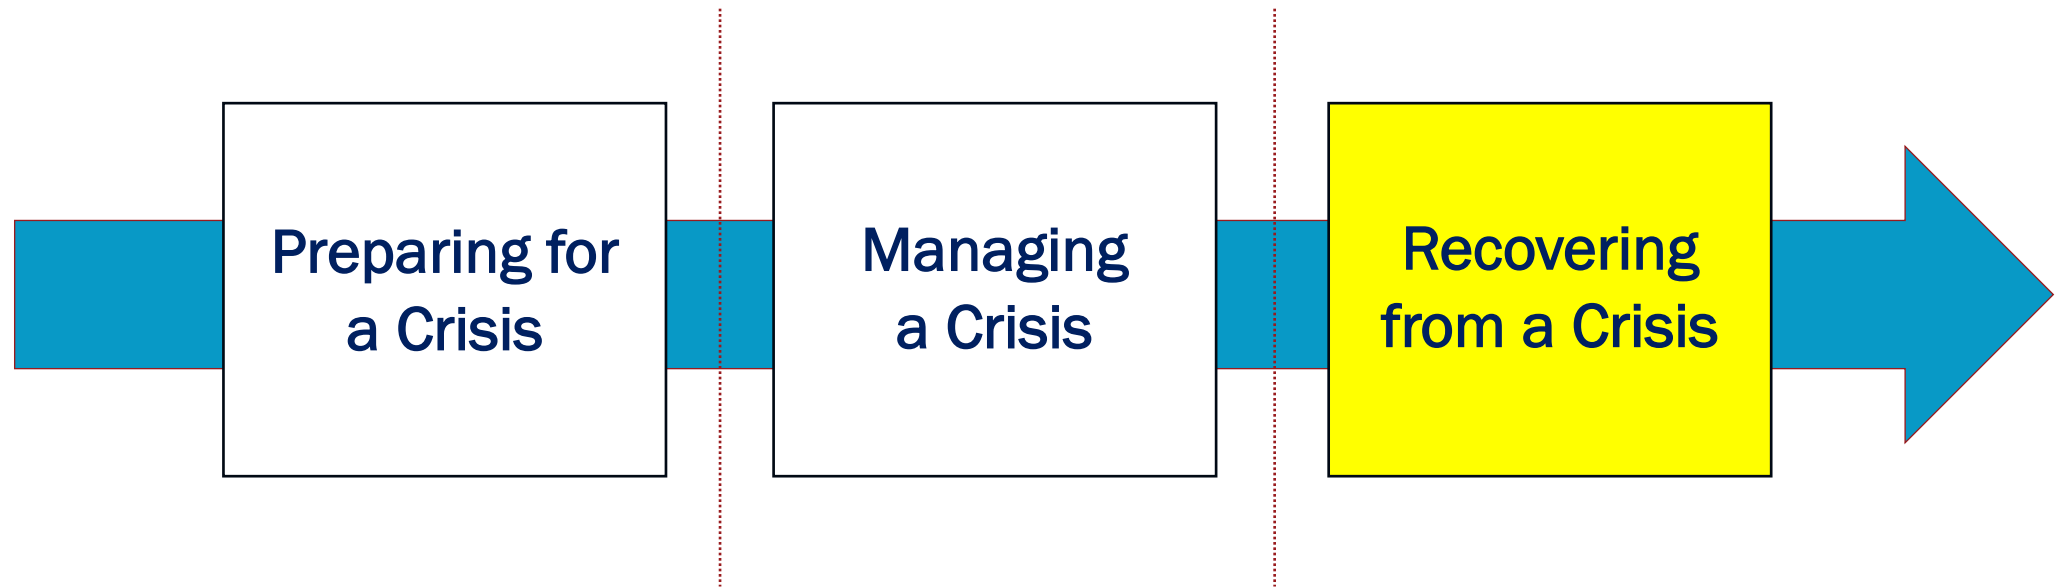 Preparing for
a Crisis
Managing
a Crisis
Recovering
from a Crisis